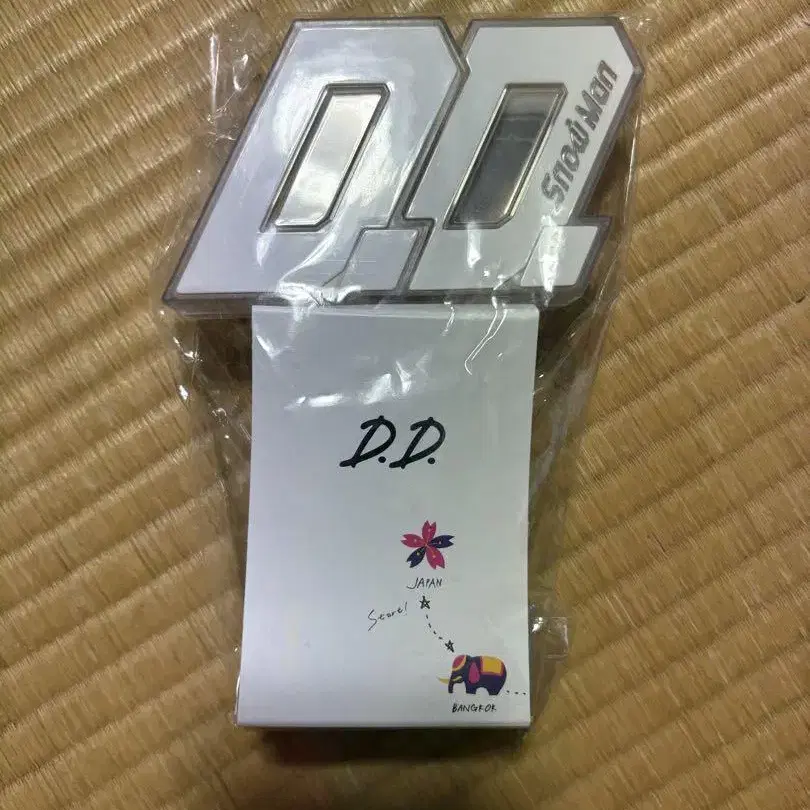 D.D.
Snow Man
D.D.
JAPAN
Start!
BANGKOK